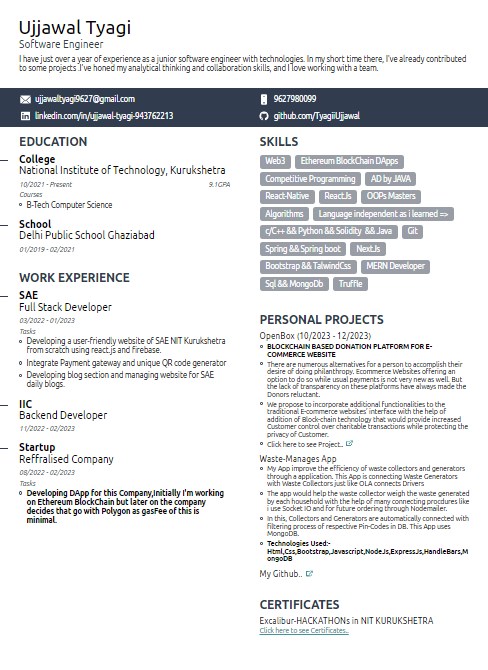 Ujjawal Tyagi
Software Engineer
I have just over a year of experience as a junior software engineer with technologies. In my short time there, I've already contributed
to some projects .I've honed my analytical thinking and collaboration skills, and I love working with a team.
ujjawaltyagi9627@gmail.com
9627980099
linkedin.com/in/ujjawal-tyagi-943762213
github.com/TyagiiUjjawal
EDUCATION
College
National Institute of Technology, Kurukshetra
10/2021 - Present
9.1GPA
Courses
B-Tech Computer Science
School
Delhi Public School Ghaziabad
01/2019 - 02/2021
WORK EXPERIENCE
SAE
Full Stack Developer
03/2022 - 01/2023
Tasks
Developing a user-friendly website of SAE NIT Kurukshetra
from scratch using react.js and firebase.
Integrate Payment gateway and unique QR code generator
Developing blog section and managing website for SAE
daily blogs.
IIC
Backend Developer
11/2022 - 02/2023
Startup
Reffralised Company
08/2022 - 02/2023
Tasks
Developing DApp for this Company,Initially I'm working
on Ethereum BlockChain but later on the company
decides that go with Polygon as gasFee of this is
minimal.
SKILLS
Web3
Ethereum BlockChain DApps
Competitive Programming
AD by JAVA
React-Native
ReactJs
OOPs Masters
Algorithms
Language independent as i learned =>
c/C++ && Python && Solidity && Java
Git
Spring && Spring boot
NextJs
Bootstrap && TalwindCss
MERN Developer
Sql && MongoDb
Truffle
PERSONAL PROJECTS
OpenBox (10/2023 - 12/2023)
BLOCKCHAIN BASED DONATION PLATFORM FOR E-
COMMERCE WEBSITE
There are numerous alternatives for a person to accomplish their
desire of doing philanthropy. Ecommerce Websites offering an
option to do so while usual payments is not very new as well. But
the lack of transparency on these platforms have always made the
Donors reluctant.
We propose to incorporate additional functionalities to the
traditional E-commerce websites' interface with the help of
addition of Block-chain technology that would provide increased
Customer control over charitable transactions while protecting the
privacy of Customer.
Click here to see Project..
Waste-Manages App
My App improve the efficiency of waste collectors and generators
through a application. This App is connecting Waste Generators
with Waste Collectors just like OLA connects Drivers
The app would help the waste collector weigh the waste generated
by each household with the help of many connecting procdures like
i use Socket IO and for future ordering through Nodemailer.
In this, Collectors and Generators are automatically connected with
filtering process of respective Pin-Codes in DB. This App uses
MongoDB.
Technologies Used:-
Html,Css,Bootstrap,Javascript,NodeJs,ExpressJs,HandleBars,M
ongoDB
My Github..
CERTIFICATES
Excalibur-HACKATHONs in NIT KURUKSHETRA
Click here to see Certificates..